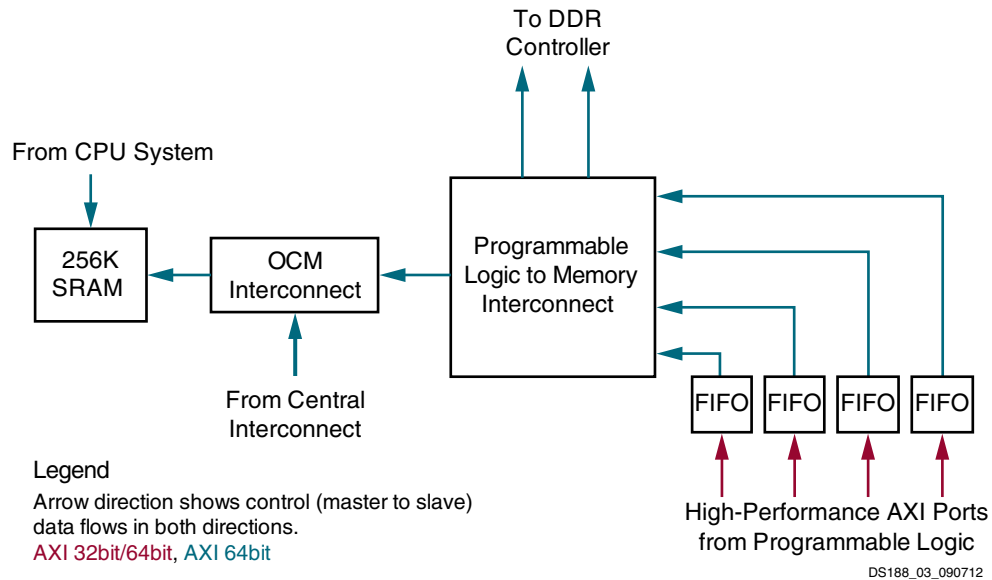 To DDR
Controller
From CPU System
256K
SRAM
OCM
Interconnect
Programmable
Logic to Memory
Interconnect
From Central
Interconnect
FIFO
FIFO
FIFO
FIFO
High-Performance AXI Ports
from Programmable Logic
Legend
Arrow direction shows control (master to slave)
data flows in both directions.
AXI 32bit/64bit, AXI 64bit
DS188_03_090712